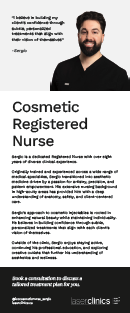 "I believe in building my
client's confidence through
subtle, personalized
treatments that align with
their vision of themselves"
-Sergio
Cosmetic
Registered
Nurse
Sergio is a dedicated Registered Nurse with over eight
years of diverse clinical experience.
Originally trained and experienced across a wide range of
medical specialties, Sergio transitioned into aesthetic
medicine driven by a passion for artistry, precision, and
patient empowerment. His extensive nursing background
in high-acuity areas has provided him with a deep
understanding of anatomy, safety, and client-centered
care.
Sergio's approach to cosmetic injectables is rooted in
enhancing natural beauty while maintaining individuality.
He believes in building confidence through subtle,
personalized treatments that align with each client's
vision of themselves.
Outside of the clinic, Sergio enjoys staying active,
continuing his professional education, and exploring
creative outlets that further his understanding of
aesthetics and wellness.
Book a consultation to discuss a
tailored treatment plan for you.
laserclinics